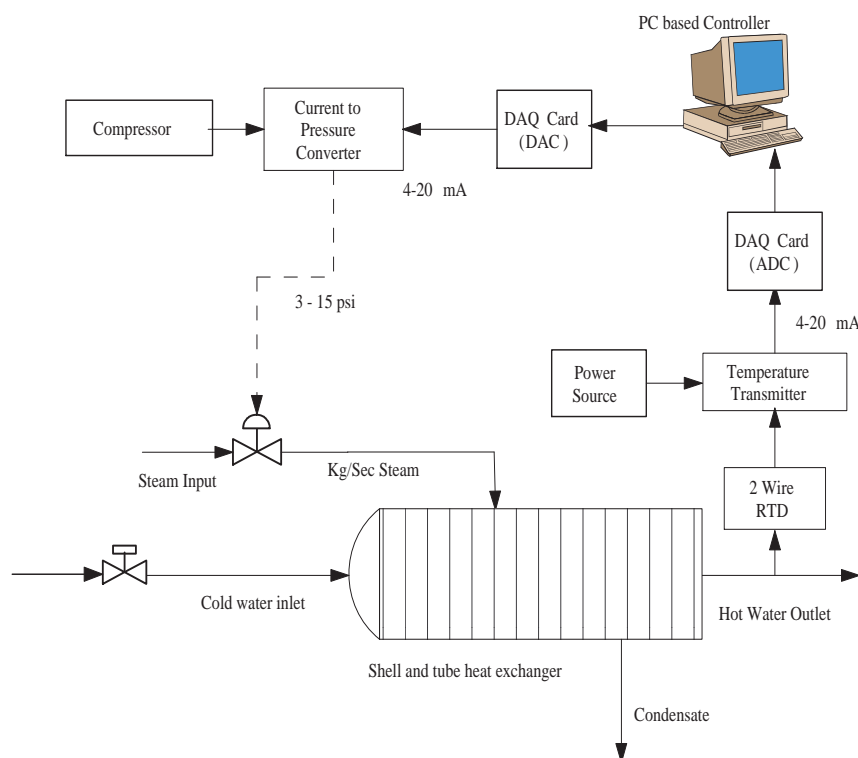 PC based Controller
Compressor
Current to
Pressure
Converter
DAQ Card
(DAC)
4-20 mA
DAQ Card
(ADC)
3 - 15 psi
4-20 mA
Power
Source
Temperature
Transmitter
Steam Input
Kg/Sec Steam
2 Wire
RTD
Cold water inlet
Hot Water Outlet
Shell and tube heat exchanger
Condensate